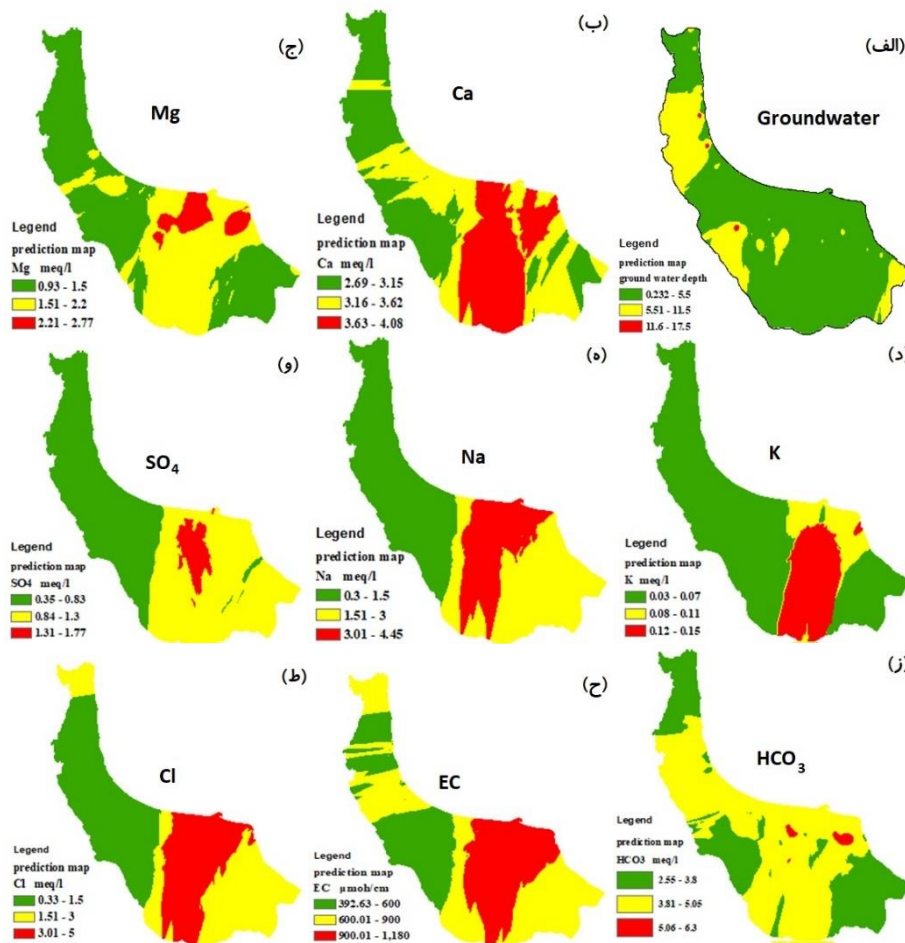 (ج)
Mg
Legend
prediction map
Mg meq/l
0.93 - 1.5
1.51 - 2.2
2.21 - 2.77
(ب)
Ca
Legend
prediction map
Ca meq/l
2.69 - 3.15
3.16 - 3.62
3.63 - 4.08
(الف)
Groundwater
Legend
prediction map
ground water depth
0.232 - 5.5
5.51 - 11.5
11.6 - 17.5
(و)
SO4
Legend
prediction map
SO4 meq/l
0.35 - 0.83
0.84 - 1.3
1.31 - 1.77
(ه)
Na
Legend
prediction map
Na meq/l
0.3 - 1.5
1.51 - 3
3.01 - 4.45
(د)
K
Legend
prediction map
K meq/l
0.03 - 0.07
0.08 - 0.11
0.12 - 0.15
(ط)
Cl
Legend
prediction map
Cl meq/l
0.33 - 1.5
1.51 - 3
3.01 - 5
(ح)
EC
Legend
prediction map
EC µmoh/cm
392.63 - 600
600.01 - 900
900.01 - 1,180
(ز)
HCO3
Legend
prediction map
HCO3 meq/l
2.55 - 3.8
3.81 - 5.05
5.06 - 6.3